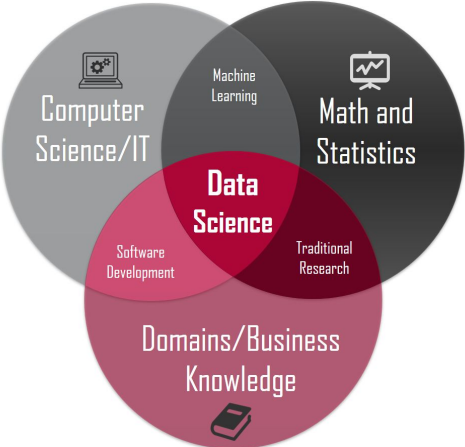 Machine
Learning
Computer
Science/IT
Math and
Statistics
Data
Science
Software
Development
Traditional
Research
Domains/Business
Knowledge